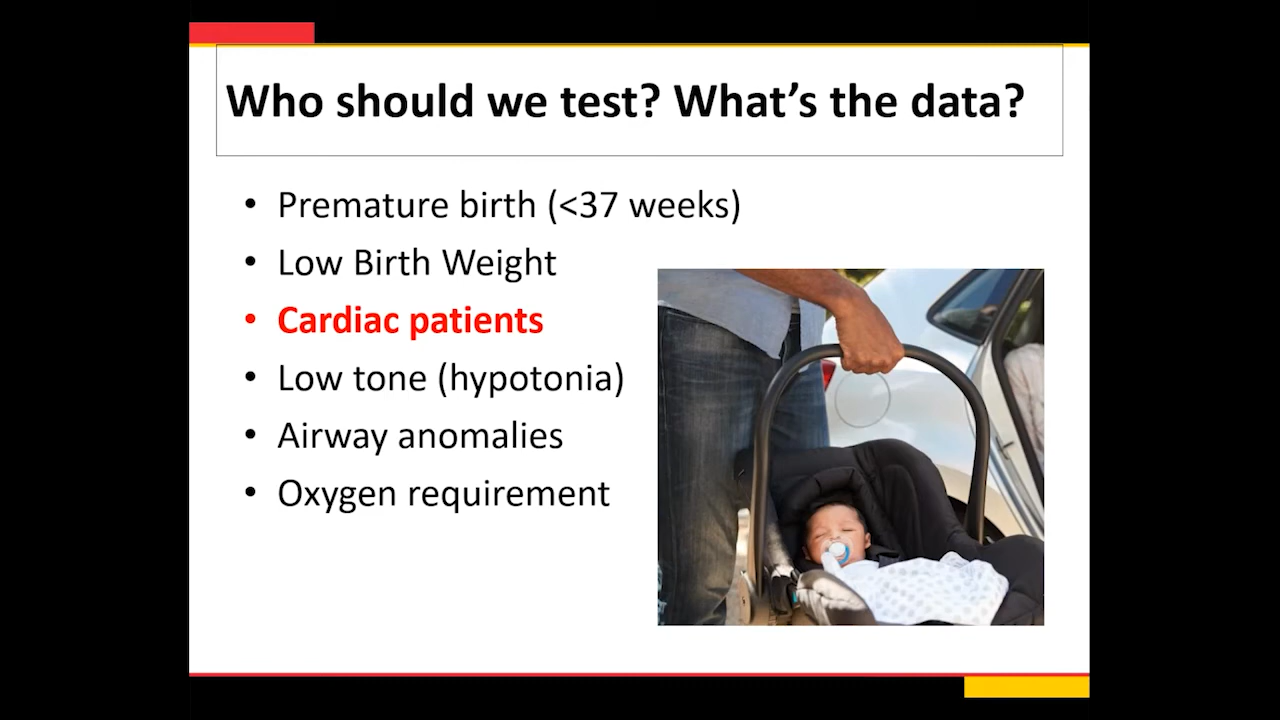 Who should we test? What’s the data?
• Premature birth (<37 weeks)
• Low Birth Weight
• Cardiac patients
• Low tone (hypotonia)
• Airway anomalies
• Oxygen requirement